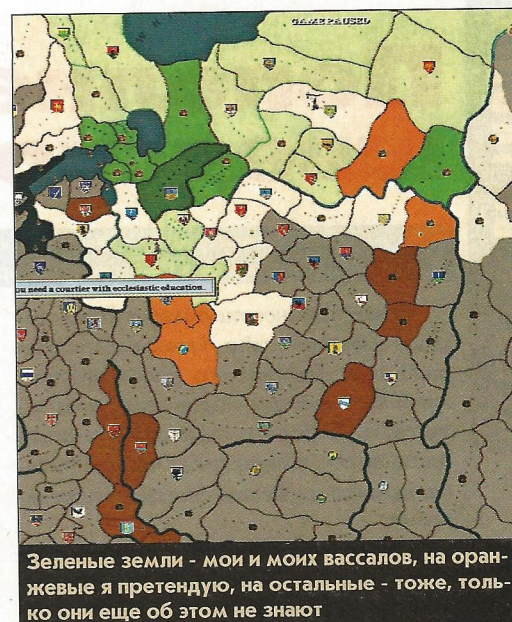 GAME PAUSED
ou need a courtier with ecclesiastic education.
Зеленые земли - мои и моих вассалов, на оран-
жевые я претендую, на остальные - тоже, толь-
ко они еще об этом не знают